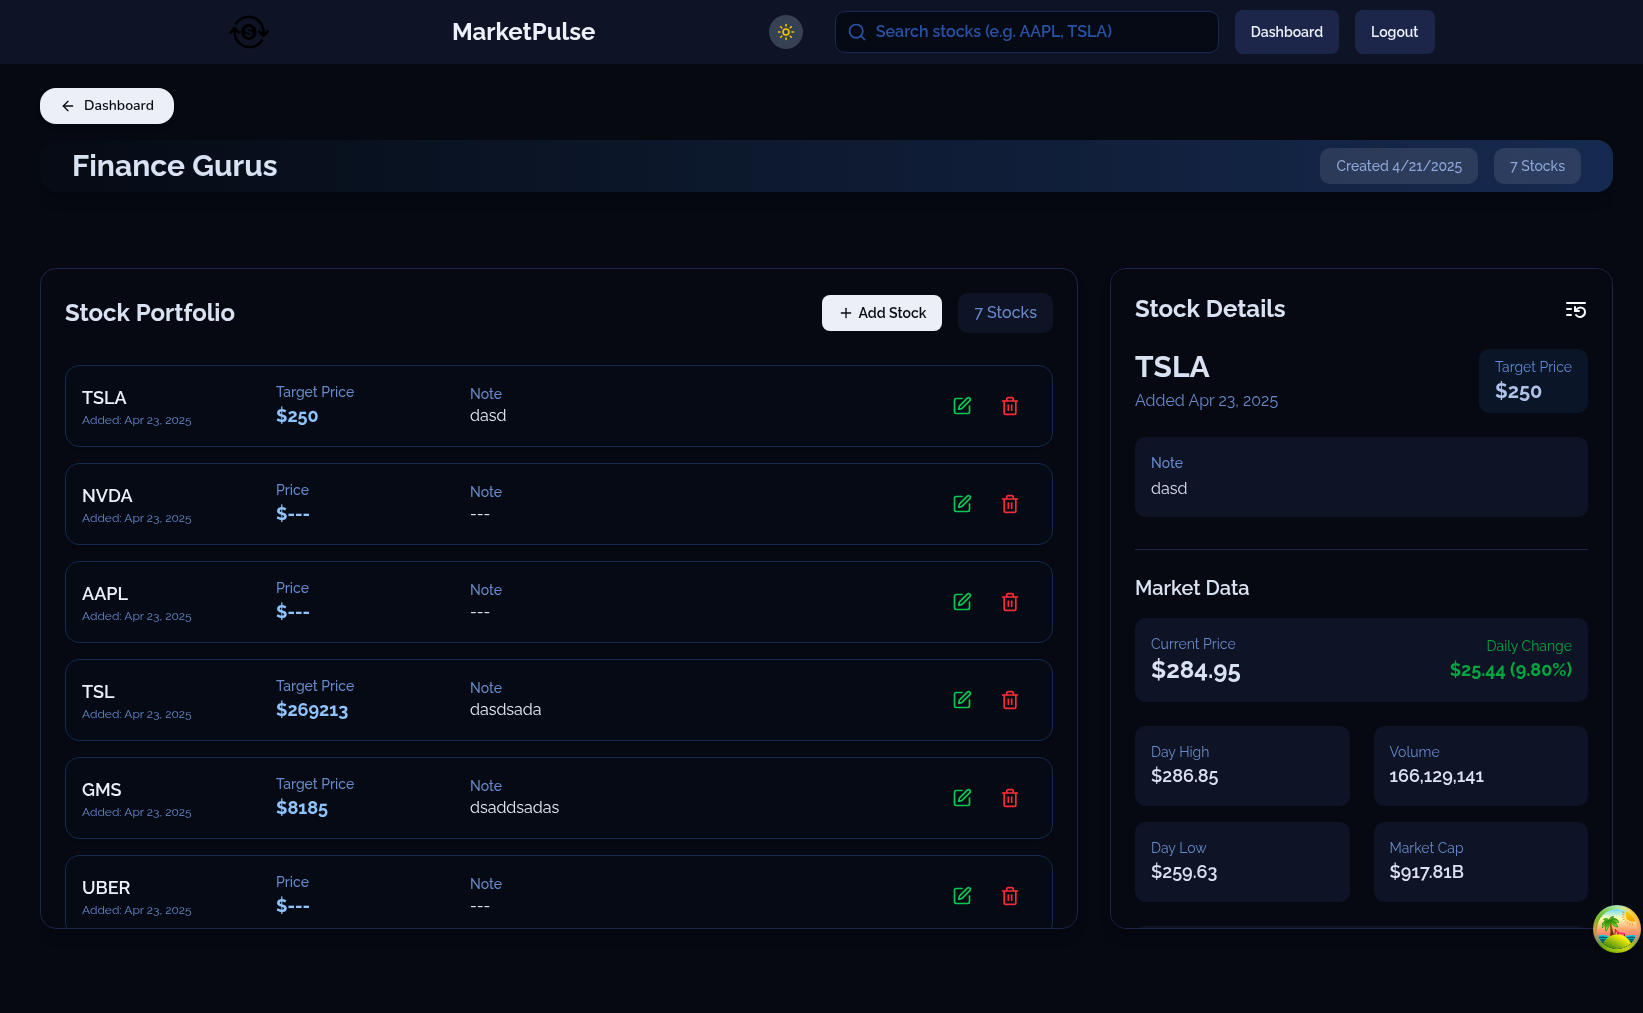 MarketPulse
Search stocks (e.g. AAPL, TSLA)
Dashboard
Logout
Dashboard
Finance Gurus
Created 4/21/2025
7 Stocks
Stock Portfolio
Add Stock
7 Stocks
TSLA
Added: Apr 23, 2025
Target Price
$250
Note
dasd
NVDA
Added: Apr 23, 2025
Price
$---
Note
---
AAPL
Added: Apr 23, 2025
Price
$---
Note
---
TSL
Added: Apr 23, 2025
Target Price
$269213
Note
dasdsada
GMS
Added: Apr 23, 2025
Target Price
$8185
Note
dsaddsadas
UBER
Added: Apr 23, 2025
Price
$---
Note
---
Stock Details
TSLA
Added Apr 23, 2025
Target Price
$250
Note
dasd
Market Data
Current Price
$284.95
Daily Change
$25.44 (9.80%)
Day High
$286.85
Volume
166,129,141
Day Low
$259.63
Market Cap
$917.81B